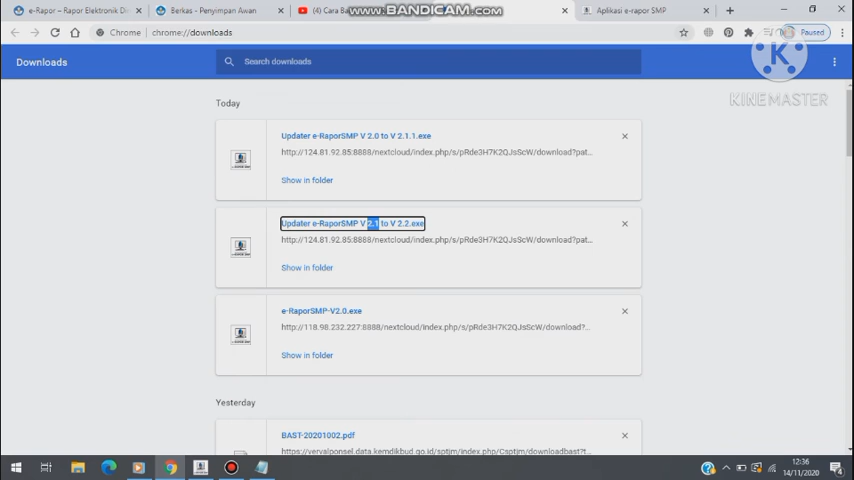 e-Rapor – Rapor Elektronik Di
Berkas - Penyimpan Awan
(4) Cara Ba
www.BANDICAM.com
Aplikasi e-rapor SMP
Chrome | chrome://downloads
Paused
Downloads
Search downloads
KINEMASTER
Today
Updater e-RaporSMP V 2.0 to V 2.1.1.exe
http://124.81.92.85:8888/nextcloud/index.php/s/pRde3H7K2QJsScW/download?pat...
Show in folder
Updater e-RaporSMP V 2.1 to V 2.2.exe
http://124.81.92.85:8888/nextcloud/index.php/s/pRde3H7K2QJsScW/download?pat...
Show in folder
e-RaporSMP-V2.0.exe
http://118.98.232.227:8888/nextcloud/index.php/s/pRde3H7K2QJsScW/download?...
Show in folder
Yesterday
BAST-20201002.pdf
https://vervalponsel.data.kemdikbud.go.id/sptjm/index.php/Csptjm/downloadbast?t...
12:36
14/11/2020
4